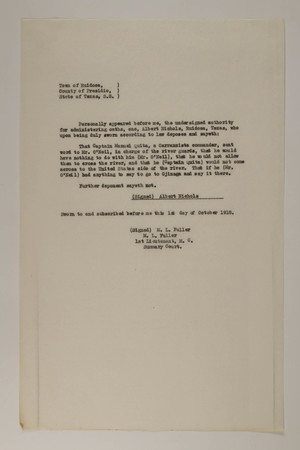 Town of Ruidosa, )
County of Presidio, )
State of Texas, U.S. )
Personally appeared before me, the undersigned authority
for administering oaths, one, Albert Nichols, Ruidosa, Texas, who
upon being duly sworn according to law deposes and sayeth:
That Captain Manuel Quite, a Carranzista commander, sent
word to Mr. O'Neil, in charge of the river guards, that he would
have nothing to do with him (Mr. O'Neil), that he would not allow
them to cross the river, and that he (Captain Quite) would not come
across to the United States side of the river. That if he (Mr.
O'Neil) had anything to say to go to Ojinaga and say it there.
Further deponent sayeth not.
(Signed) Albert Nichols
Sworn to and subscribed before me this 1st day of October 1918.
(Signed) M. L. Fuller
M. L. Fuller
1st Lieutenant,
Summary Court.